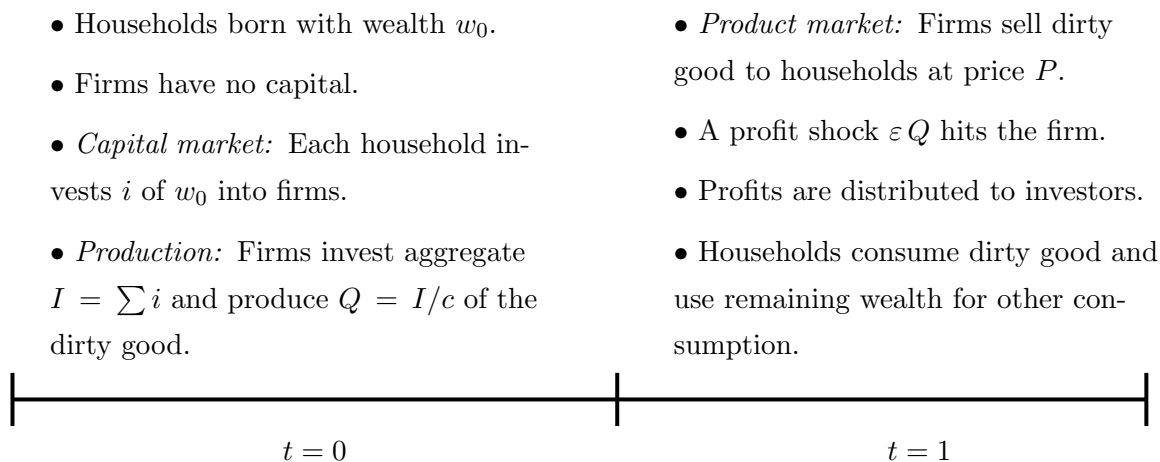 • Households born with wealth w₀.
• Firms have no capital.
• Capital market: Each household in-
vests i of w₀ into firms.
• Production: Firms invest aggregate
I = ∑ i and produce Q = I/c of the
dirty good.
• Product market: Firms sell dirty
good to households at price P.
• A profit shock ε Q hits the firm.
• Profits are distributed to investors.
• Households consume dirty good and
use remaining wealth for other con-
sumption.
t = 0
t = 1